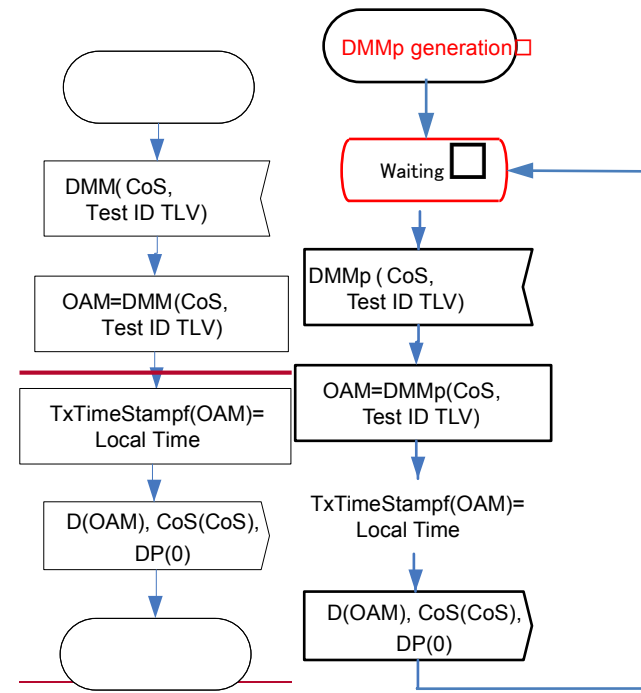 DMM( CoS,
Test ID TLV)
OAM=DMM(CoS,
Test ID TLV)
TxTimeStampf(OAM)=
Local Time
D(OAM), CoS(CoS),
DP(0)
DMMp generation
Waiting
DMMp ( CoS,
Test ID TLV)
OAM=DMMp(CoS,
Test ID TLV)
TxTimeStampf(OAM)=
Local Time
D(OAM), CoS(CoS),
DP(0)